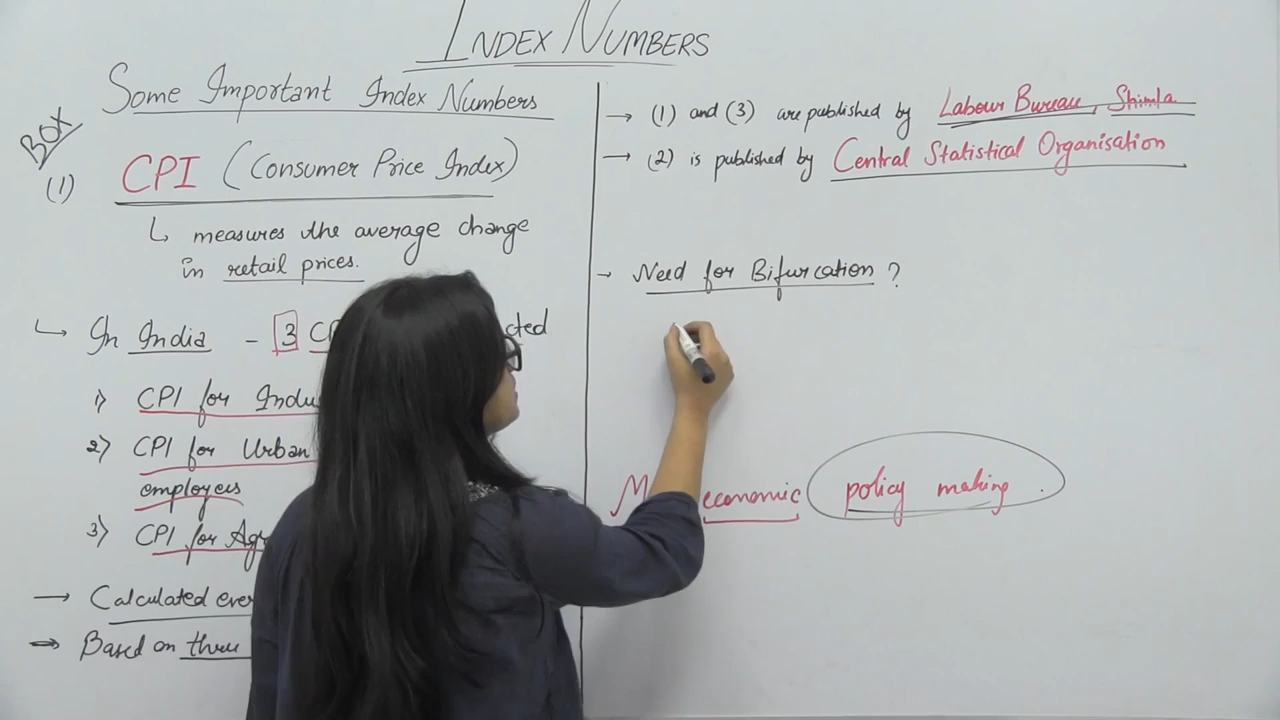 INDEX NUMBERS
Some Important Index Numbers
BOX
(1) CPI (Consumer Price Index)
↳ measures the average change
in retail prices.
↳ In India - 3
1) CPI for
2) CPI for Urban
employers
3) CPI for
→ Calculated
⇒ Based on three
→ (1) and (3) are published by Labour Bureau, Shimla
→ (2) is published by Central Statistical Organisation
→ Need for Bifurcation ?
economic policy making.